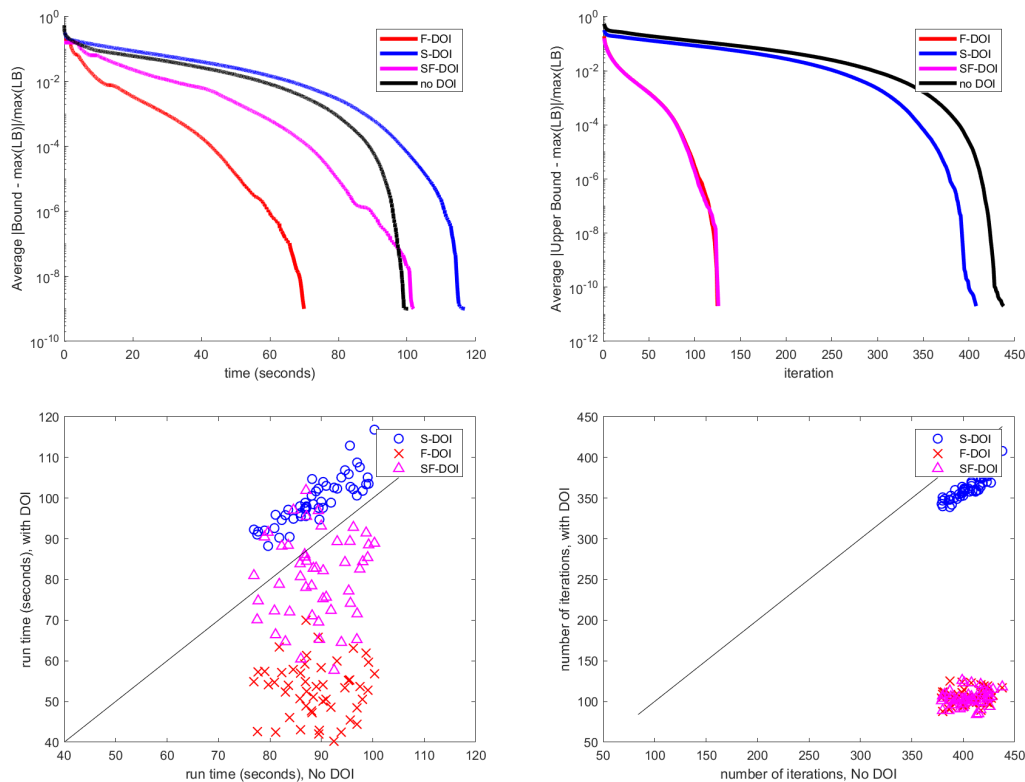 10^0
10^-2
10^-4
10^-6
10^-8
10^-10
0 20 40 60 80 100 120
time (seconds)
Average |Bound - max(LB)|/max(LB)
F-DOI
S-DOI
SF-DOI
no DOI
10^0
10^-2
10^-4
10^-6
10^-8
10^-10
10^-12
0 50 100 150 200 250 300 350 400 450
iteration
Average |Upper Bound - max(LB)|/max(LB)
F-DOI
S-DOI
SF-DOI
no DOI
120
110
100
90
80
70
60
50
40
40 50 60 70 80 90 100 110 120
run time (seconds), No DOI
run time (seconds), with DOI
S-DOI
F-DOI
SF-DOI
450
400
350
300
250
200
150
100
50
50 100 150 200 250 300 350 400 450
number of iterations, No DOI
number of iterations, with DOI
S-DOI
F-DOI
SF-DOI